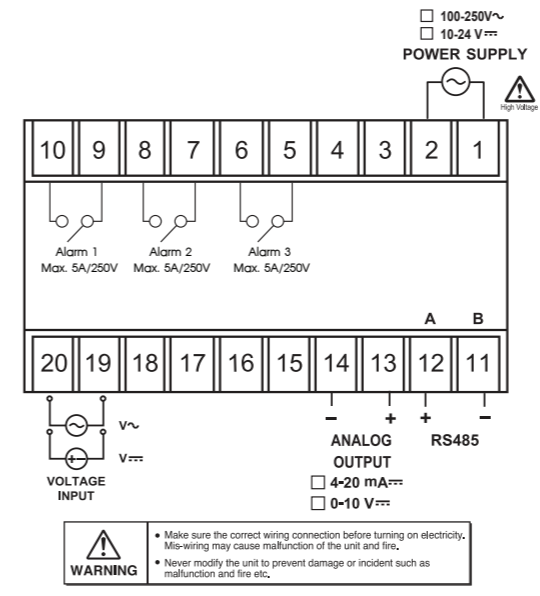 100-250V~
10-24 V⎓
POWER SUPPLY
High Voltage
10 9 8 7 6 5 4 3 2 1
Alarm 1 Alarm 2 Alarm 3
Max. 5A/250V Max. 5A/250V Max. 5A/250V
A B
20 19 18 17 16 15 14 13 12 11
V~
− + + −
+−
V⎓
ANALOG OUTPUT
RS485
VOLTAGE
INPUT
4-20 mA⎓
0-10 V⎓
WARNING
• Make sure the correct wiring connection before turning on electricity.
Mis-wiring may cause malfunction of the unit and fire.
• Never modify the unit to prevent damage or incident such as
malfunction and fire etc.